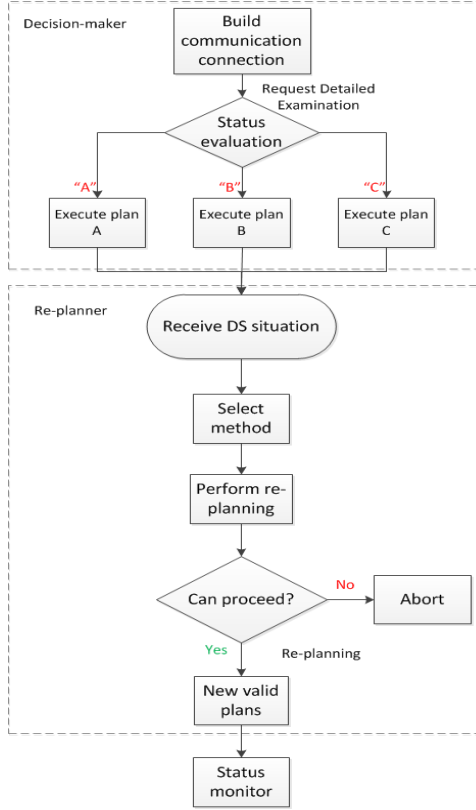 Decision-maker
Build
communication
connection
Request Detailed
Examination
Status
evaluation
"A"
"B"
"C"
Execute plan
A
Execute plan
B
Execute plan
C
Re-planner
Receive DS situation
Select
method
Perform re-
planning
Can proceed?
No
Abort
Yes
Re-planning
New valid
plans
Status
monitor